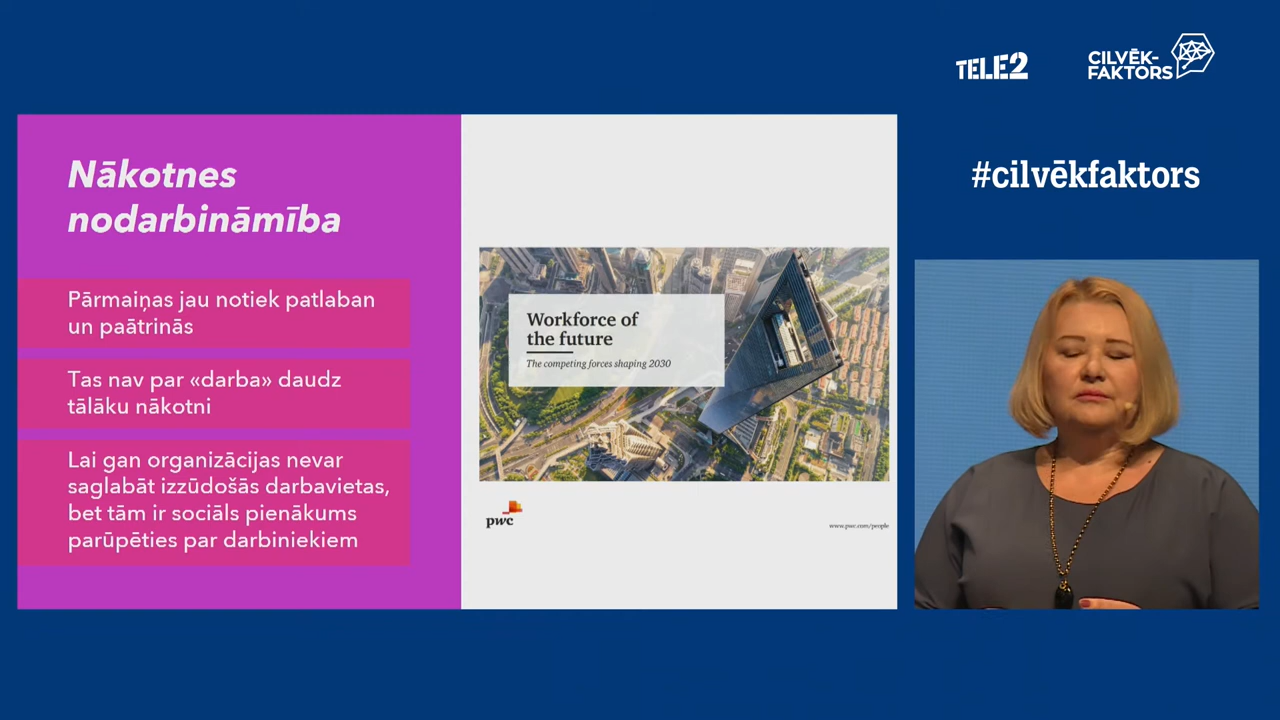 TELE2
CILVĒK-
FAKTORS
#cilvēkfaktors
Nākotnes
nodarbināmība
Pārmaiņas jau notiek patlaban
un paātrinās
Tas nav par «darba» daudz
tālāku nākotni
Lai gan organizācijas nevar
saglabāt izzūdošās darbavietas,
bet tām ir sociāls pienākums
parūpēties par darbiniekiem
Workforce of
the future
The competing forces shaping 2030
pwc
www.pwc.com/people